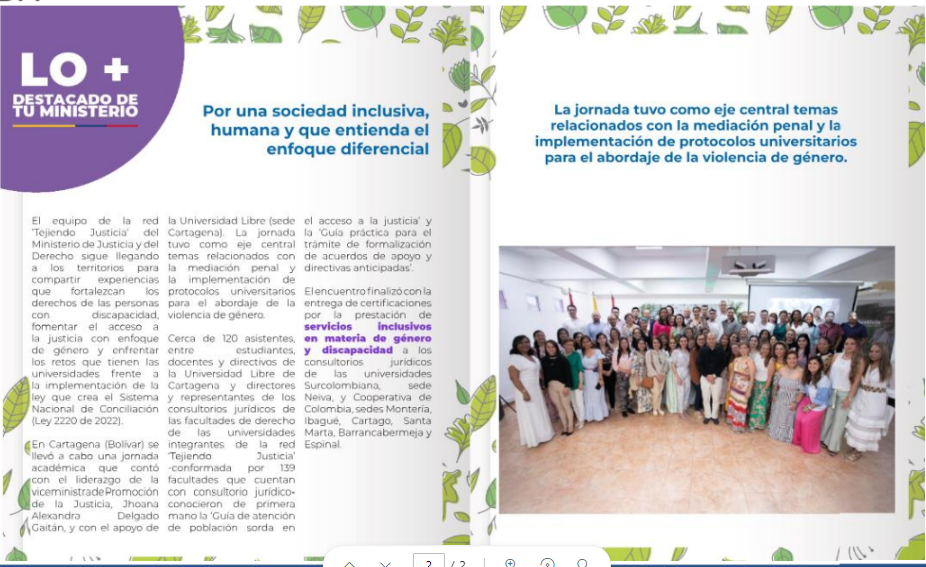 LO +
DESTACADO DE
TU MINISTERIO
Por una sociedad inclusiva,
humana y que entienda el
enfoque diferencial
El equipo de la red
'Tejiendo Justicia' del
Ministerio de Justicia y del
Derecho sigue llegando
a los territorios para
compartir experiencias
que fortalezcan los
derechos de las personas
con discapacidad,
fomentar el acceso a
la justicia con enfoque
de género y enfrentar
los retos que tienen las
universidades frente a
la implementación de la
ley que crea el Sistema
Nacional de Conciliación
(Ley 2220 de 2022).
En Cartagena (Bolívar) se
llevó a cabo una jornada
académica que contó
con el liderazgo de la
viceministra de Promoción
de la Justicia, Jhoana
Alexandra Delgado
Gaitán, y con el apoyo de
la Universidad Libre (sede
Cartagena). La jornada
tuvo como eje central
temas relacionados con
la mediación penal y
la implementación de
protocolos universitarios
para el abordaje de la
violencia de género.
Cerca de 120 asistentes,
entre estudiantes,
docentes y directivos de
la Universidad Libre de
Cartagena y directores
y representantes de los
consultorios jurídicos de
las facultades de derecho
de las universidades
integrantes de la red
'Tejiendo Justicia'
-conformada por 139
facultades que cuentan
con consultorio jurídico-
conocieron de primera
mano la 'Guía de atención
de población sorda en
el acceso a la justicia' y
la 'Guía práctica para el
trámite de formalización
de acuerdos de apoyo y
directivas anticipadas'.
El encuentro finalizó con la
entrega de certificaciones
por la prestación de
servicios inclusivos
en materia de género
y discapacidad a los
consultorios jurídicos
de las universidades
Surcolombiana, sede
Neiva, y Cooperativa de
Colombia, sedes Montería,
Ibagué, Cartago, Santa
Marta, Barrancabermeja y
Espinal.
La jornada tuvo como eje central temas
relacionados con la mediación penal y la
implementación de protocolos universitarios
para el abordaje de la violencia de género.
2 / 2